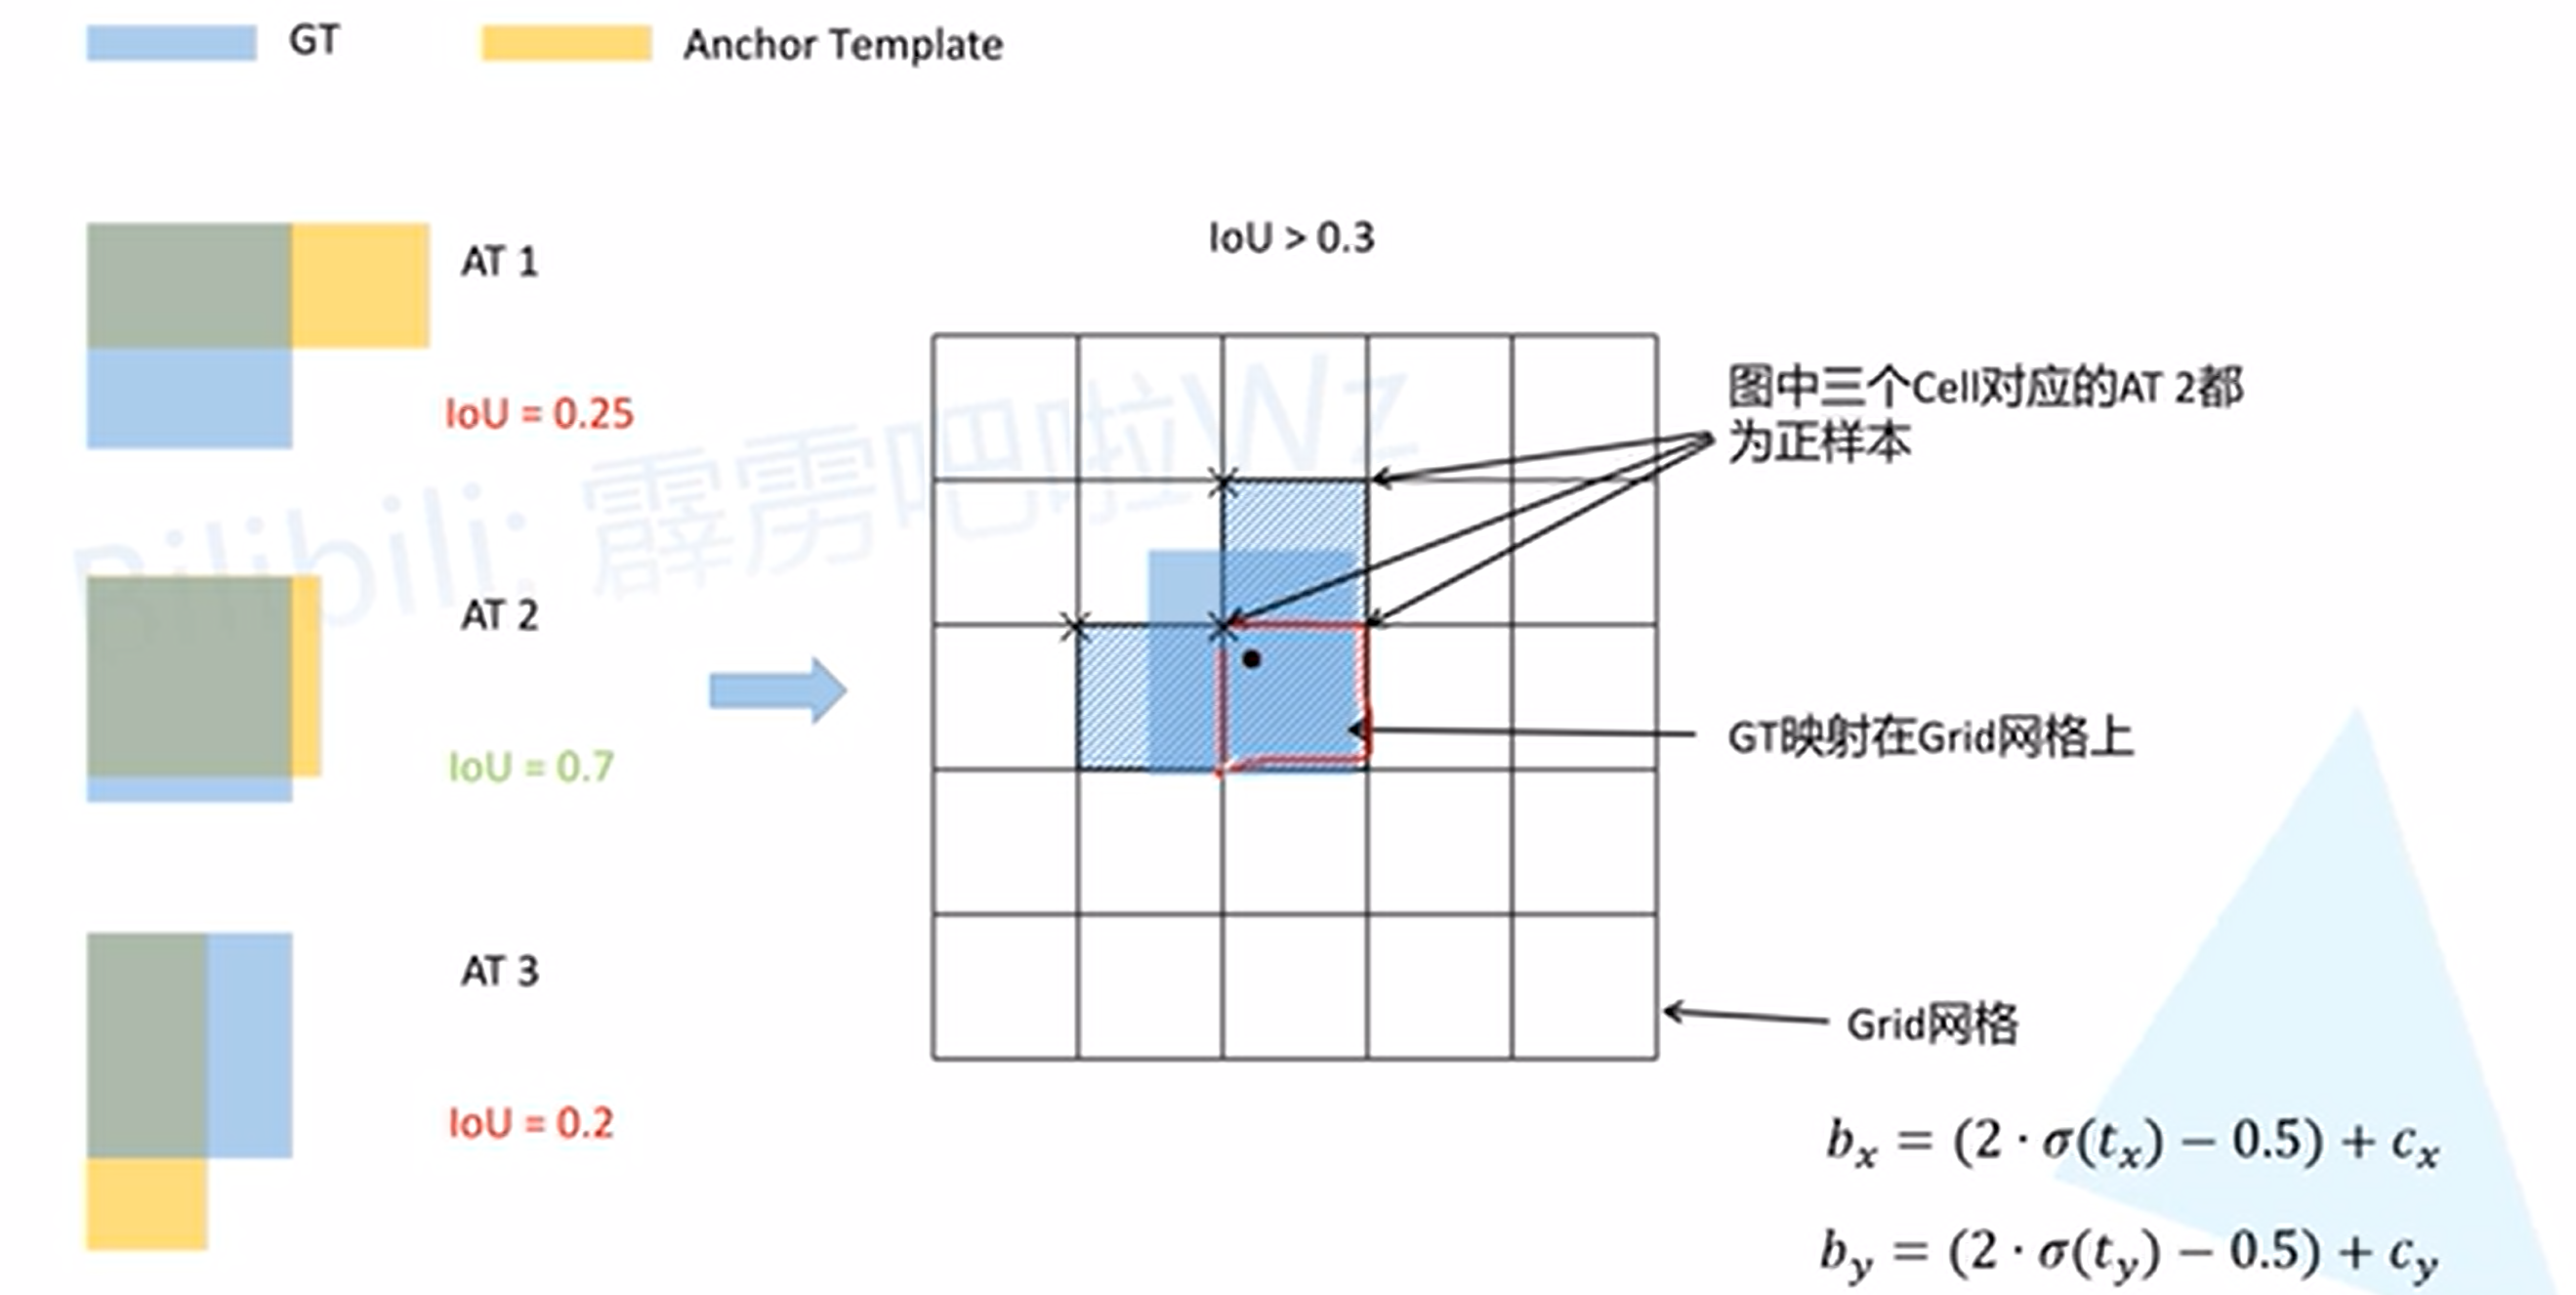 GT
Anchor Template
AT 1
IoU = 0.25
IoU > 0.3
图中三个Cell对应的AT 2都
为正样本
Bilibili: 霹雳吧啦Wz
AT 2
IoU = 0.7
GT映射在Grid网格上
AT 3
IoU = 0.2
Grid网格
bₓ = (2 · σ(tₓ) − 0.5) + cₓ
b_y = (2 · σ(t_y) − 0.5) + c_y